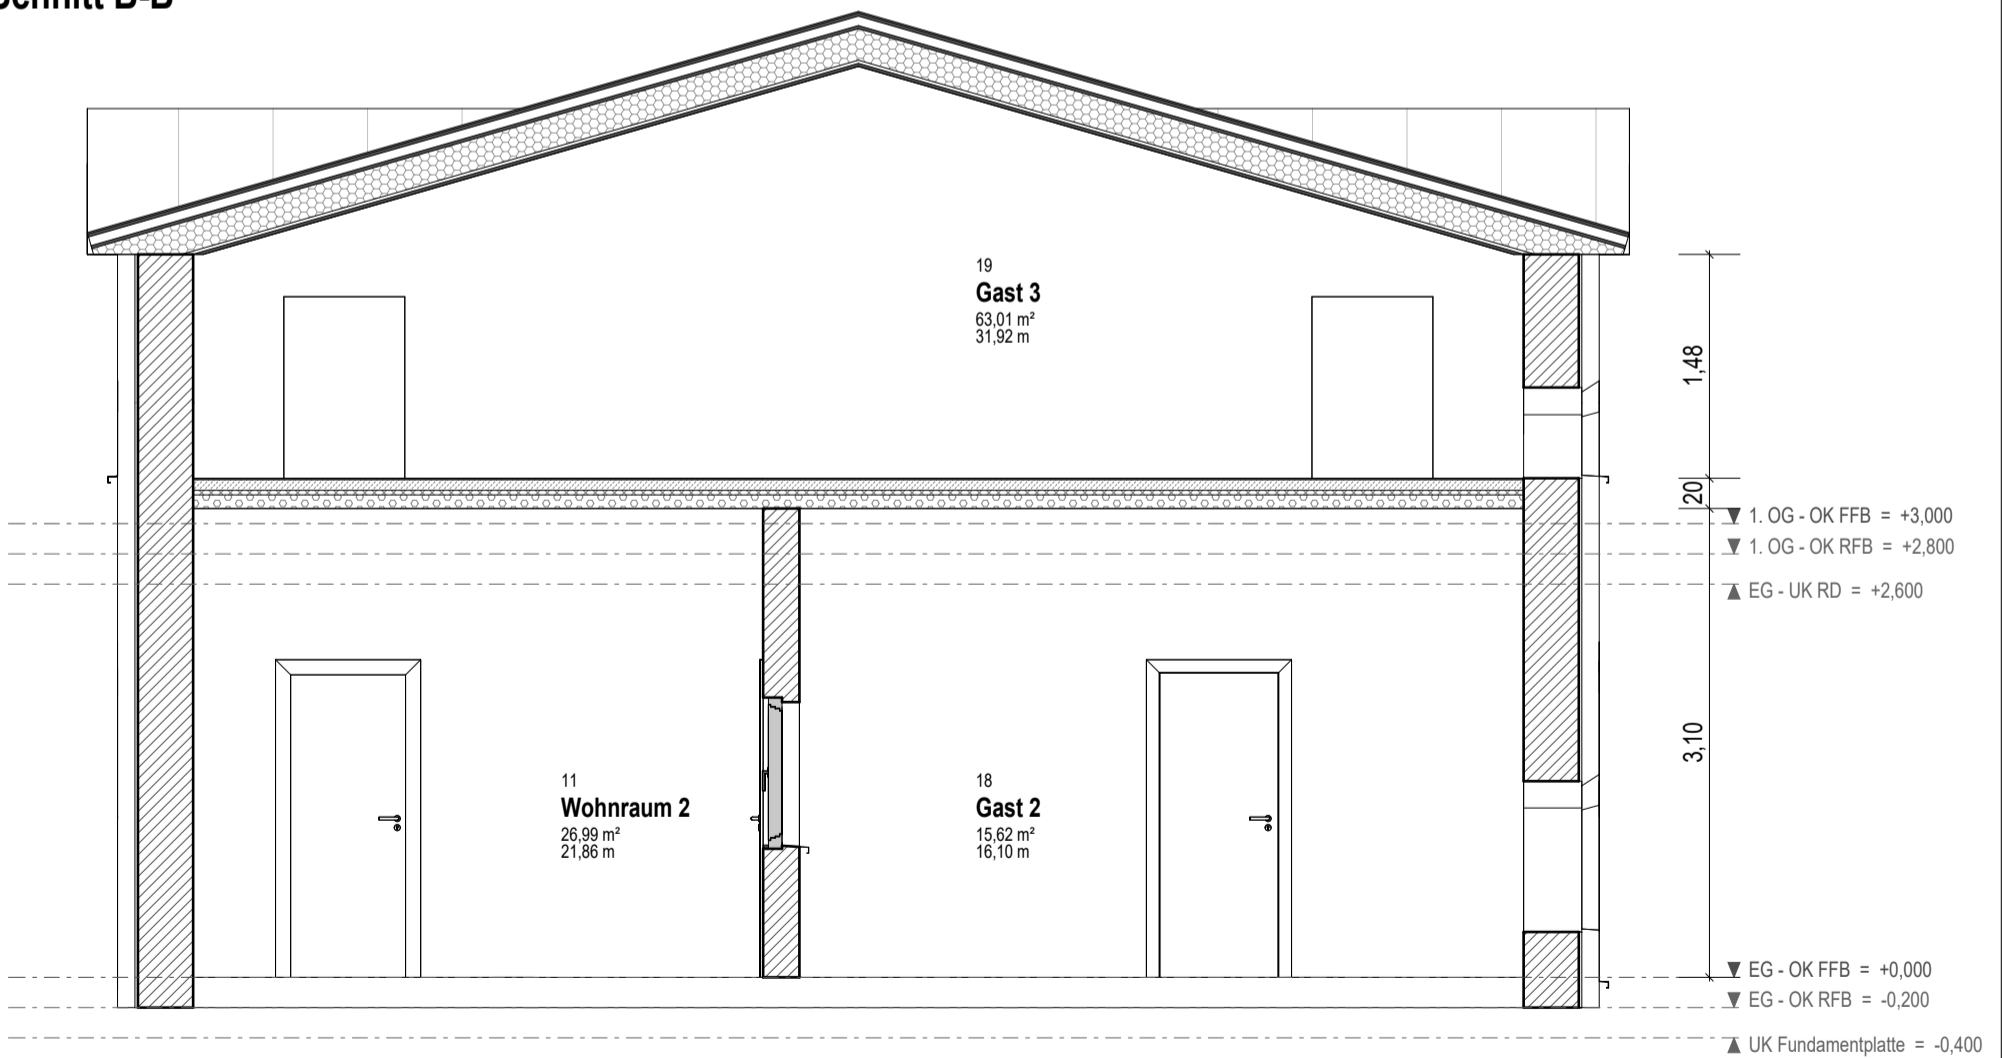 B-B
19
Gast 3
63,01 m²
31,92 m
1,48
20
1. OG - OK FFB = +3,000
1. OG - OK RFB = +2,800
EG - UK RD = +2,600
3,10
11
Wohnraum 2
26,99 m²
21,86 m
18
Gast 2
15,62 m²
16,10 m
EG - OK FFB = +0,000
EG - OK RFB = -0,200
UK Fundamentplatte = -0,400